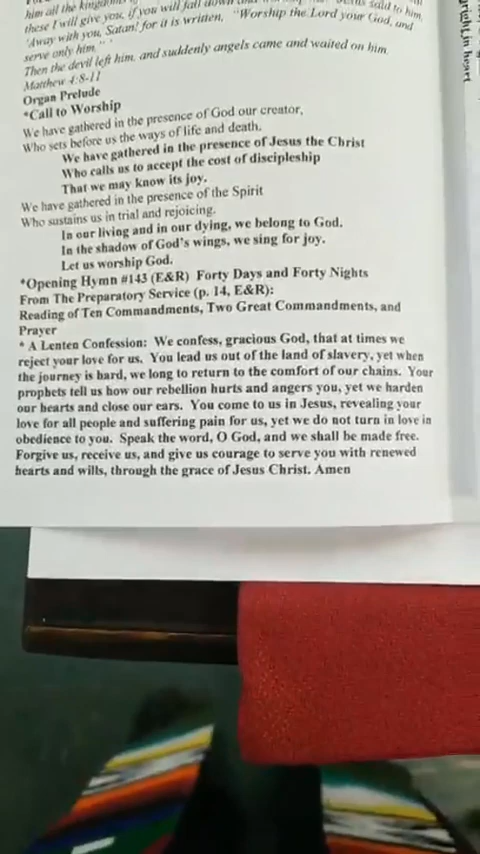 him all the kingdoms
these I will give you, if you will fall down said to him,
'Away with you, Satan! for it is written, "Worship the Lord your God, and
serve only him."'
Then the devil left him, and suddenly angels came and waited on him.
Matthew 4:8-11
Organ Prelude
*Call to Worship
We have gathered in the presence of God our creator,
Who sets before us the ways of life and death.
We have gathered in the presence of Jesus the Christ
Who calls us to accept the cost of discipleship
That we may know its joy.
We have gathered in the presence of the Spirit
Who sustains us in trial and rejoicing.
In our living and in our dying, we belong to God.
In the shadow of God's wings, we sing for joy.
Let us worship God.
*Opening Hymn #143 (E&R) Forty Days and Forty Nights
From The Preparatory Service (p. 14, E&R):
Reading of Ten Commandments, Two Great Commandments, and
Prayer
* A Lenten Confession: We confess, gracious God, that at times we
reject your love for us. You lead us out of the land of slavery, yet when
the journey is hard, we long to return to the comfort of our chains. Your
prophets tell us how our rebellion hurts and angers you, yet we harden
our hearts and close our ears. You come to us in Jesus, revealing your
love for all people and suffering pain for us, yet we do not turn in love in
obedience to you. Speak the word, O God, and we shall be made free.
Forgive us, receive us, and give us courage to serve you with renewed
hearts and wills, through the grace of Jesus Christ. Amen
right in heart